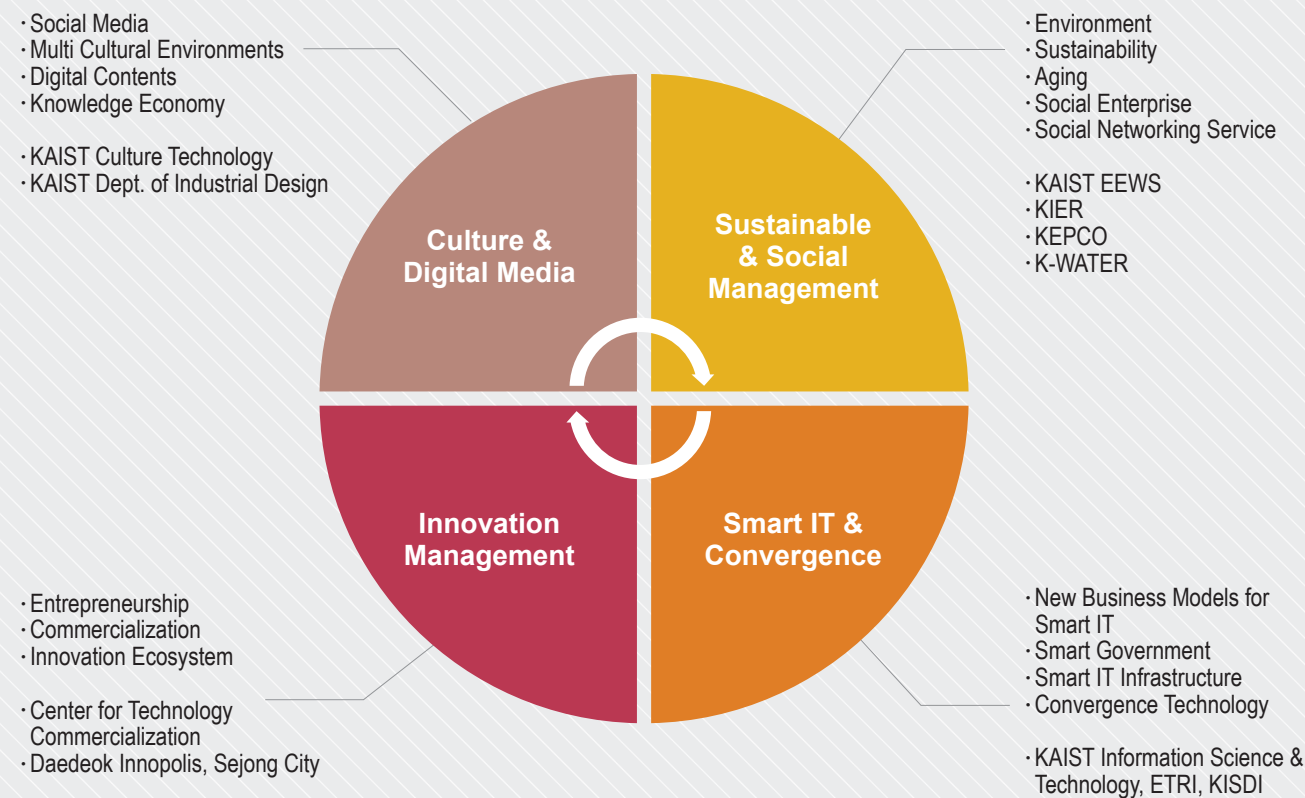 · Social Media
· Multi Cultural Environments
· Digital Contents
· Knowledge Economy
· KAIST Culture Technology
· KAIST Dept. of Industrial Design
· Environment
· Sustainability
· Aging
· Social Enterprise
· Social Networking Service
· KAIST EEWS
· KIER
· KEPCO
· K-WATER
Culture &
Digital Media
Sustainable
& Social
Management
Innovation
Management
Smart IT &
Convergence
· Entrepreneurship
· Commercialization
· Innovation Ecosystem
· Center for Technology
Commercialization
· Daedeok Innopolis, Sejong City
· New Business Models for
Smart IT
· Smart Government
· Smart IT Infrastructure
· Convergence Technology
· KAIST Information Science &
Technology, ETRI, KISDI